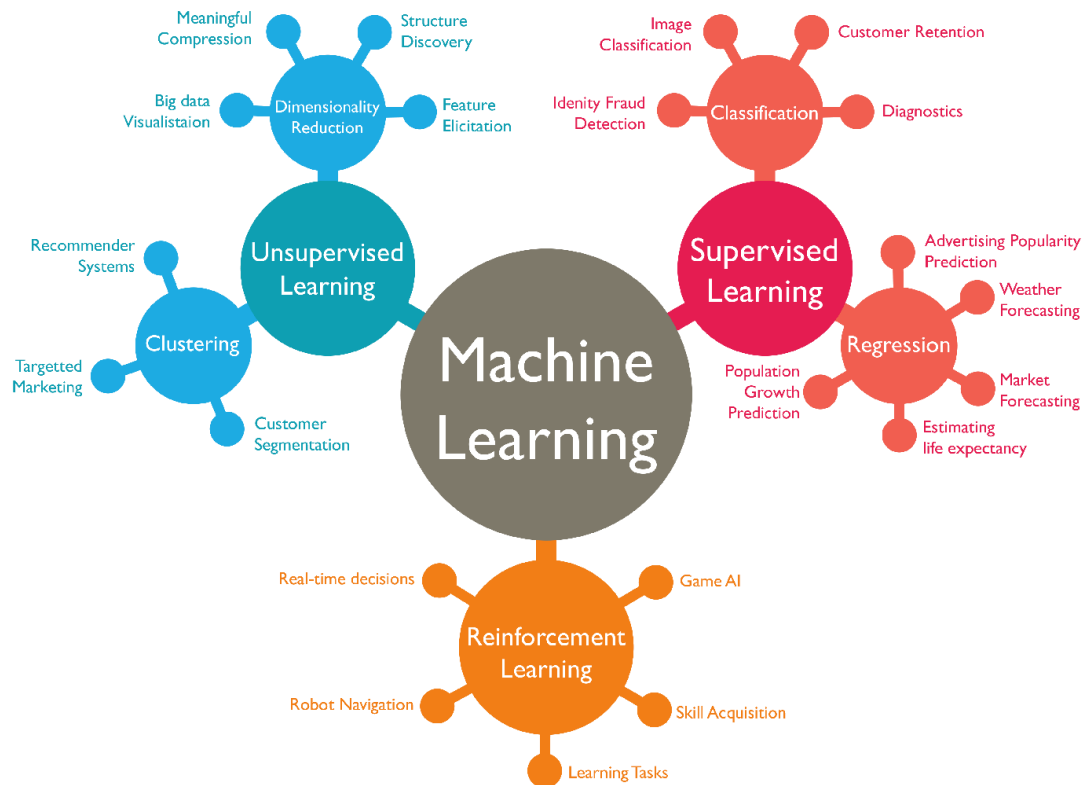 Meaningful
Compression
Structure
Discovery
Big data
Visualistaion
Dimensionality
Reduction
Feature
Elicitation
Unsupervised
Learning
Recommender
Systems
Clustering
Targetted
Marketing
Customer
Segmentation
Machine
Learning
Image
Classification
Customer Retention
Idenity Fraud
Detection
Classification
Diagnostics
Supervised
Learning
Advertising Popularity
Prediction
Weather
Forecasting
Regression
Population
Growth
Prediction
Market
Forecasting
Estimating
life expectancy
Real-time decisions
Game AI
Reinforcement
Learning
Robot Navigation
Skill Acquisition
Learning Tasks